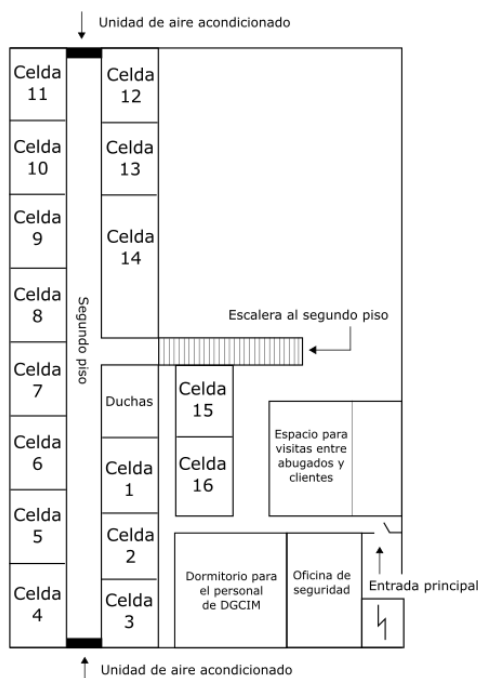 Unidad de aire acondicionado
Celda
11
Celda
12
Celda
10
Celda
13
Celda
9
Celda
14
Celda
8
Segundo piso
Escalera al segundo piso
Celda
7
Duchas
Celda
15
Espacio para
visitas entre
abugados y
clientes
Celda
6
Celda
1
Celda
16
Celda
5
Celda
2
Celda
4
Celda
3
Dormitorio para
el personal
de DGCIM
Oficina de
seguridad
Entrada principal
Unidad de aire acondicionado